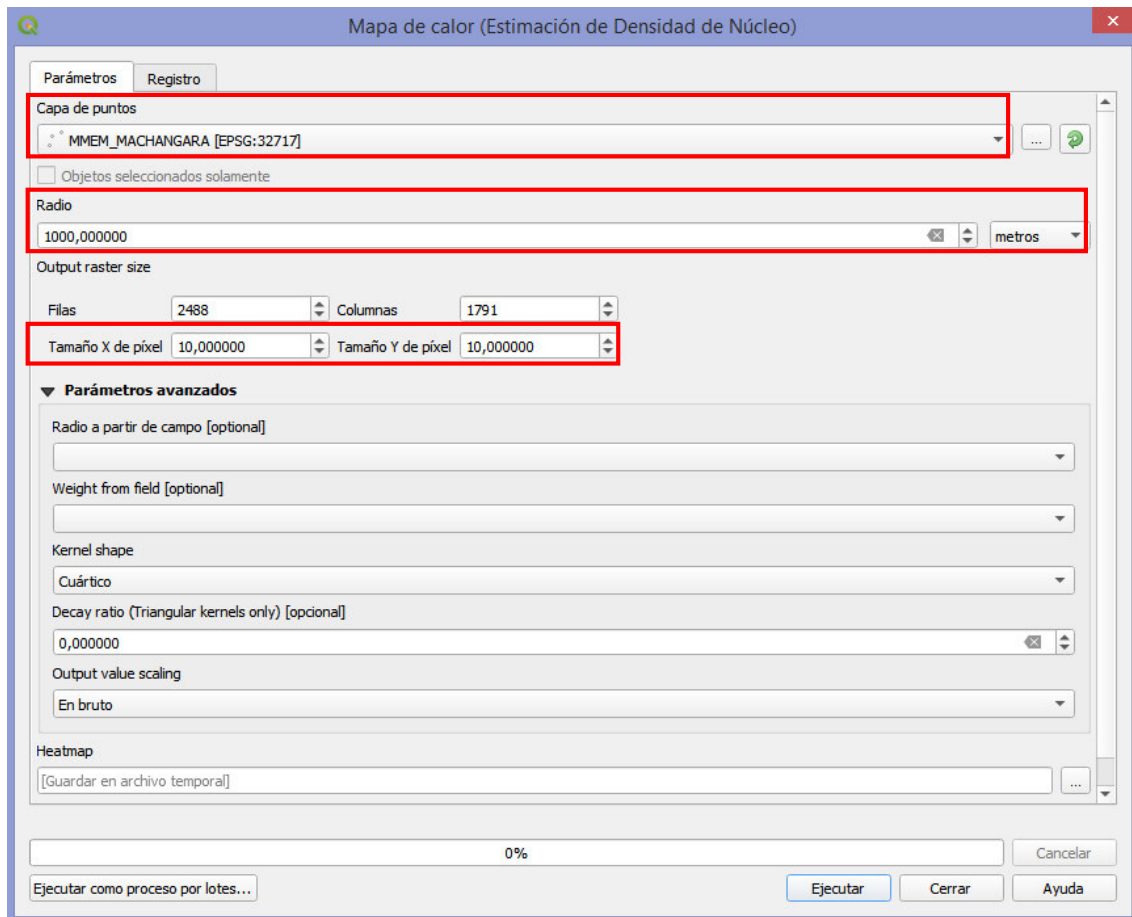 Mapa de calor (Estimación de Densidad de Núcleo)
Parámetros Registro
Capa de puntos
MMEM_MACHANGARA [EPSG:32717]
...
Objetos seleccionados solamente
Radio
1000,000000 metros
Output raster size
Filas 2488 Columnas 1791
Tamaño X de píxel 10,000000 Tamaño Y de píxel 10,000000
Parámetros avanzados
Radio a partir de campo [optional]
Weight from field [optional]
Kernel shape
Cuártico
Decay ratio (Triangular kernels only) [opcional]
0,000000
Output value scaling
En bruto
Heatmap
[Guardar en archivo temporal] ...
0% Cancelar
Ejecutar como proceso por lotes... Ejecutar Cerrar Ayuda